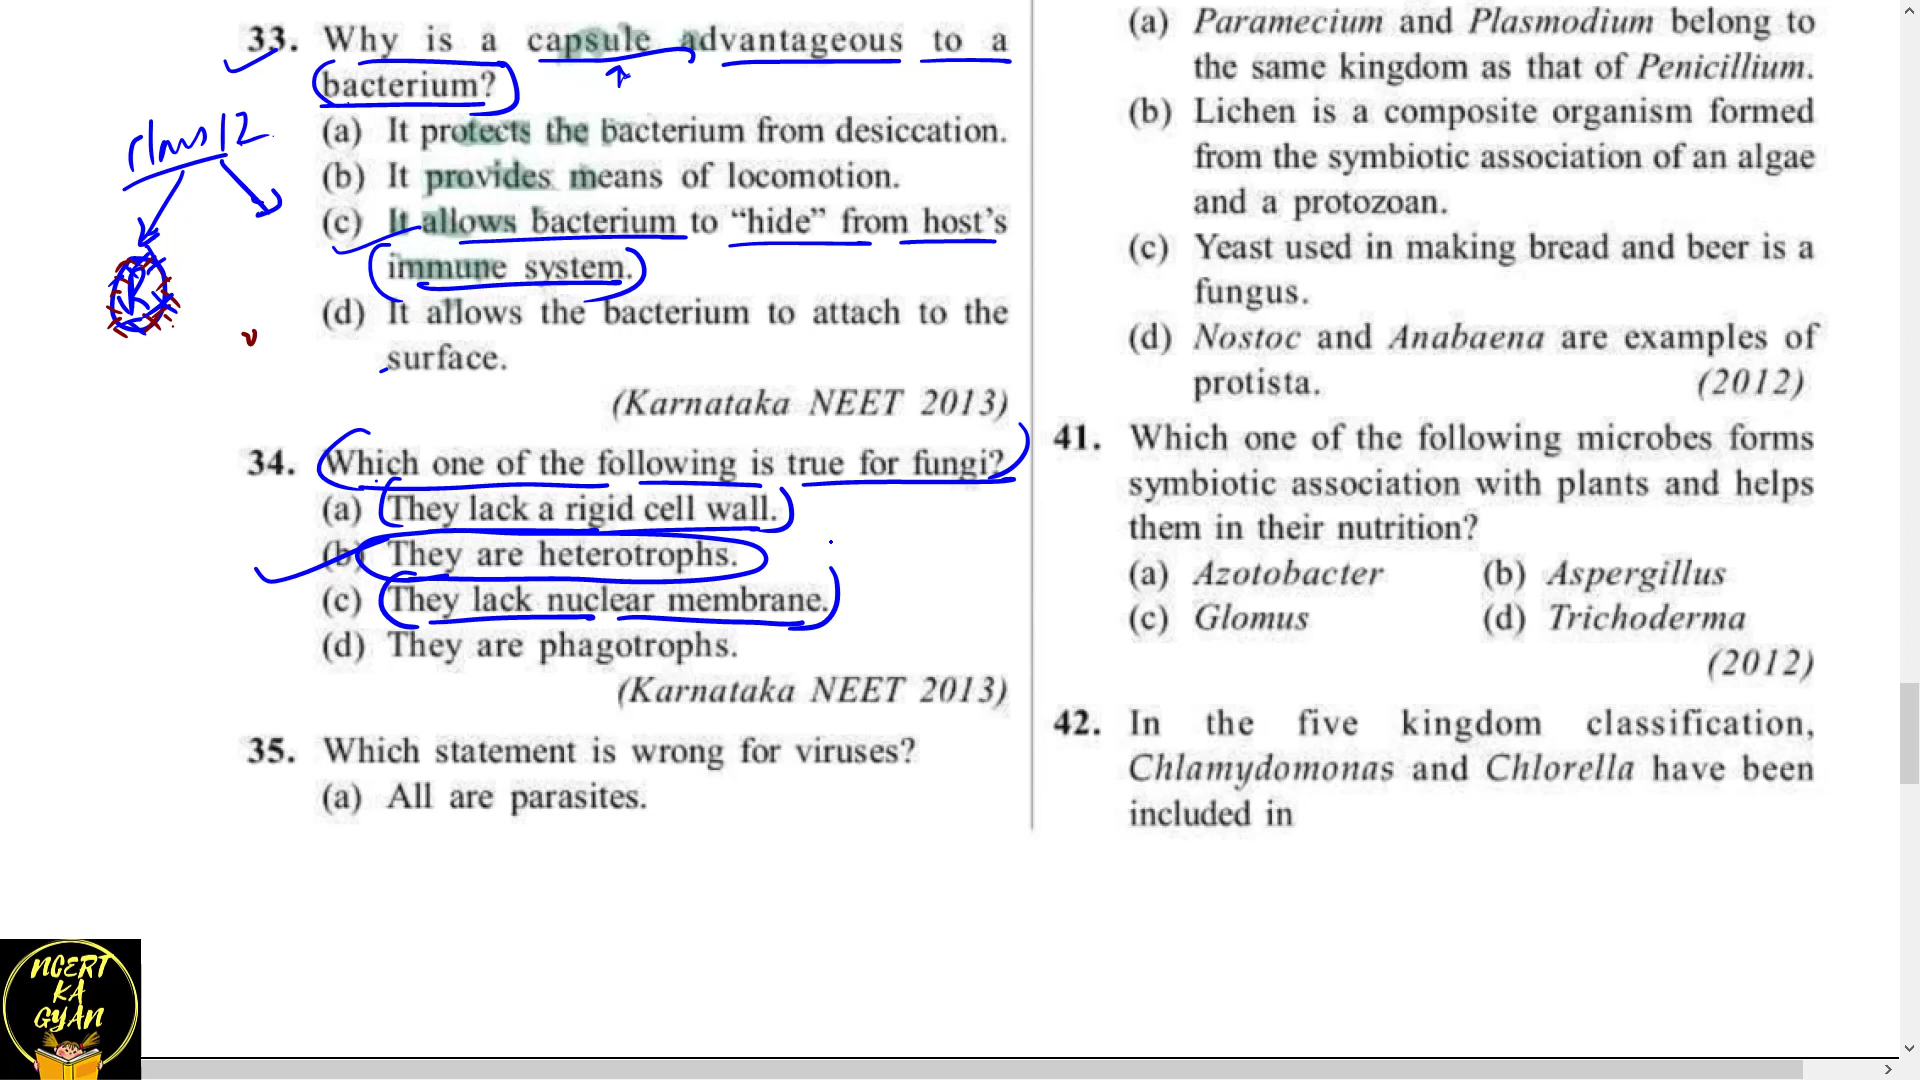 33. Why is a capsule advantageous to a
bacterium?
(a) It protects the bacterium from desiccation.
(b) It provides means of locomotion.
(c) It allows bacterium to “hide” from host’s
immune system.
(d) It allows the bacterium to attach to the
surface.
(Karnataka NEET 2013)
34. Which one of the following is true for fungi?
(a) They lack a rigid cell wall.
(b) They are heterotrophs.
(c) They lack nuclear membrane.
(d) They are phagotrophs.
(Karnataka NEET 2013)
35. Which statement is wrong for viruses?
(a) All are parasites.
class 12
(a) Paramecium and Plasmodium belong to
the same kingdom as that of Penicillium.
(b) Lichen is a composite organism formed
from the symbiotic association of an algae
and a protozoan.
(c) Yeast used in making bread and beer is a
fungus.
(d) Nostoc and Anabaena are examples of
protista. (2012)
41. Which one of the following microbes forms
symbiotic association with plants and helps
them in their nutrition?
(a) Azotobacter (b) Aspergillus
(c) Glomus (d) Trichoderma
(2012)
42. In the five kingdom classification,
Chlamydomonas and Chlorella have been
included in
NCERT
KA
GYAN